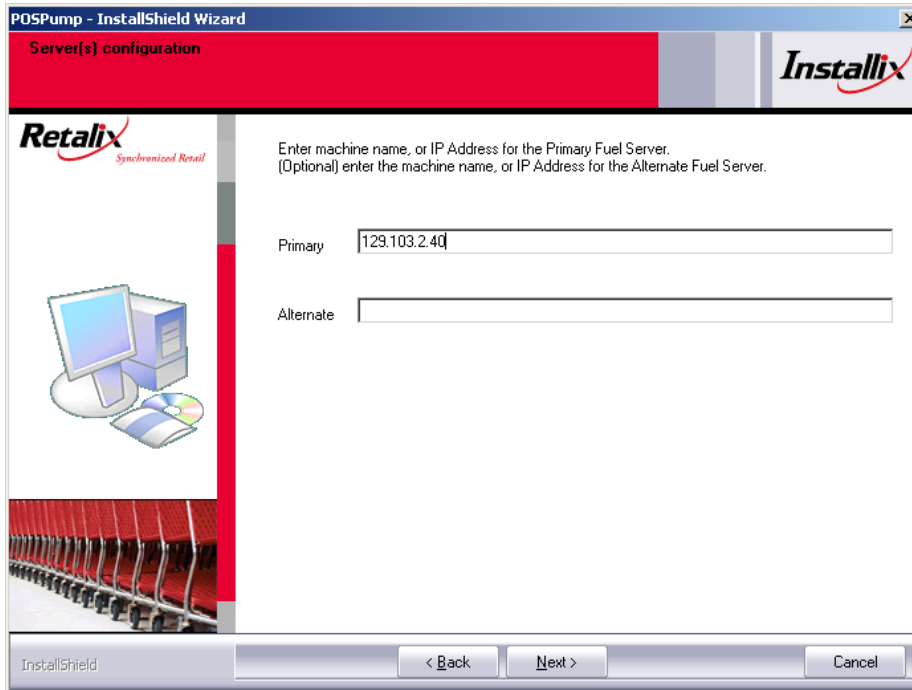 POSPump - InstallShield Wizard
Server(s) configuration
Installix
Retalix
Synchronized Retail
Enter machine name, or IP Address for the Primary Fuel Server.
(Optional) enter the machine name, or IP Address for the Alternate Fuel Server.
Primary
129.103.2.40
Alternate
InstallShield
< Back
Next >
Cancel